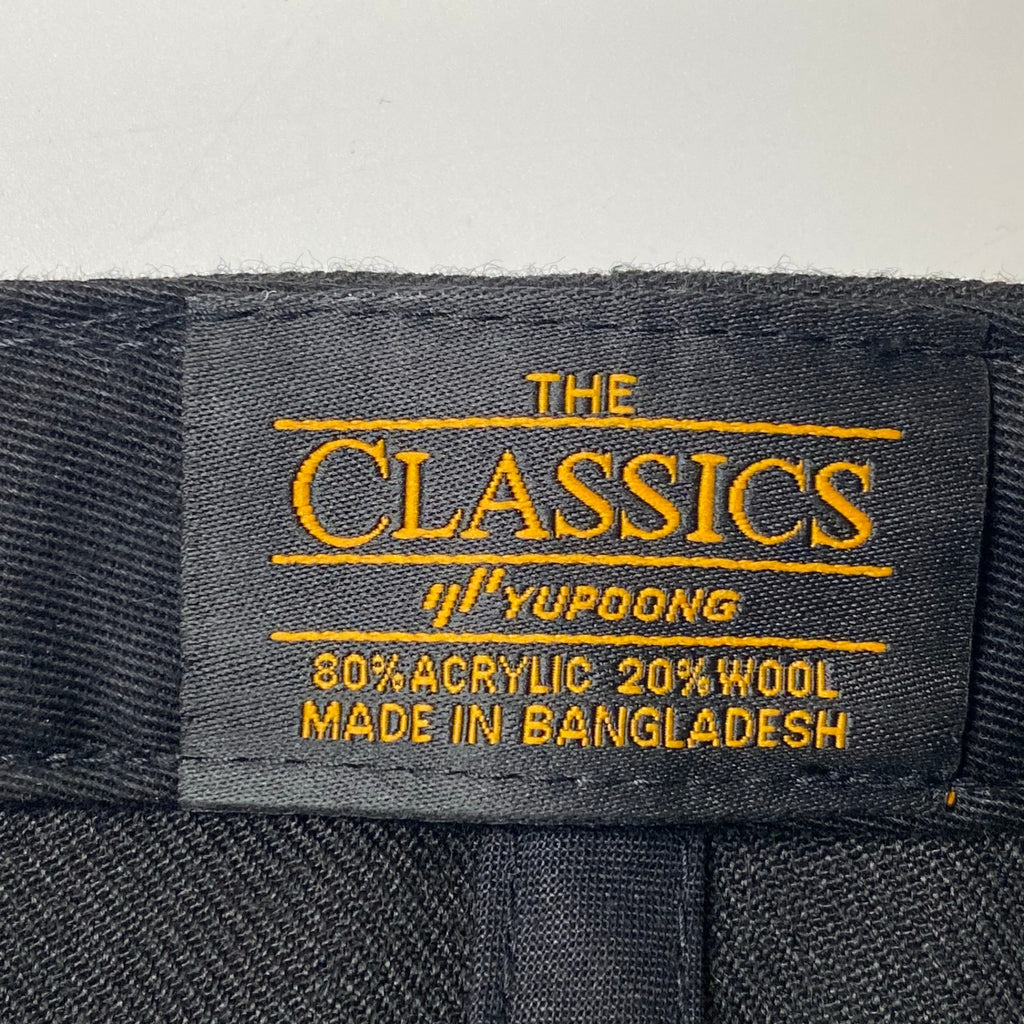 THE
CLASSICS
YUPOONG
80% ACRYLIC 20% WOOL
MADE IN BANGLADESH